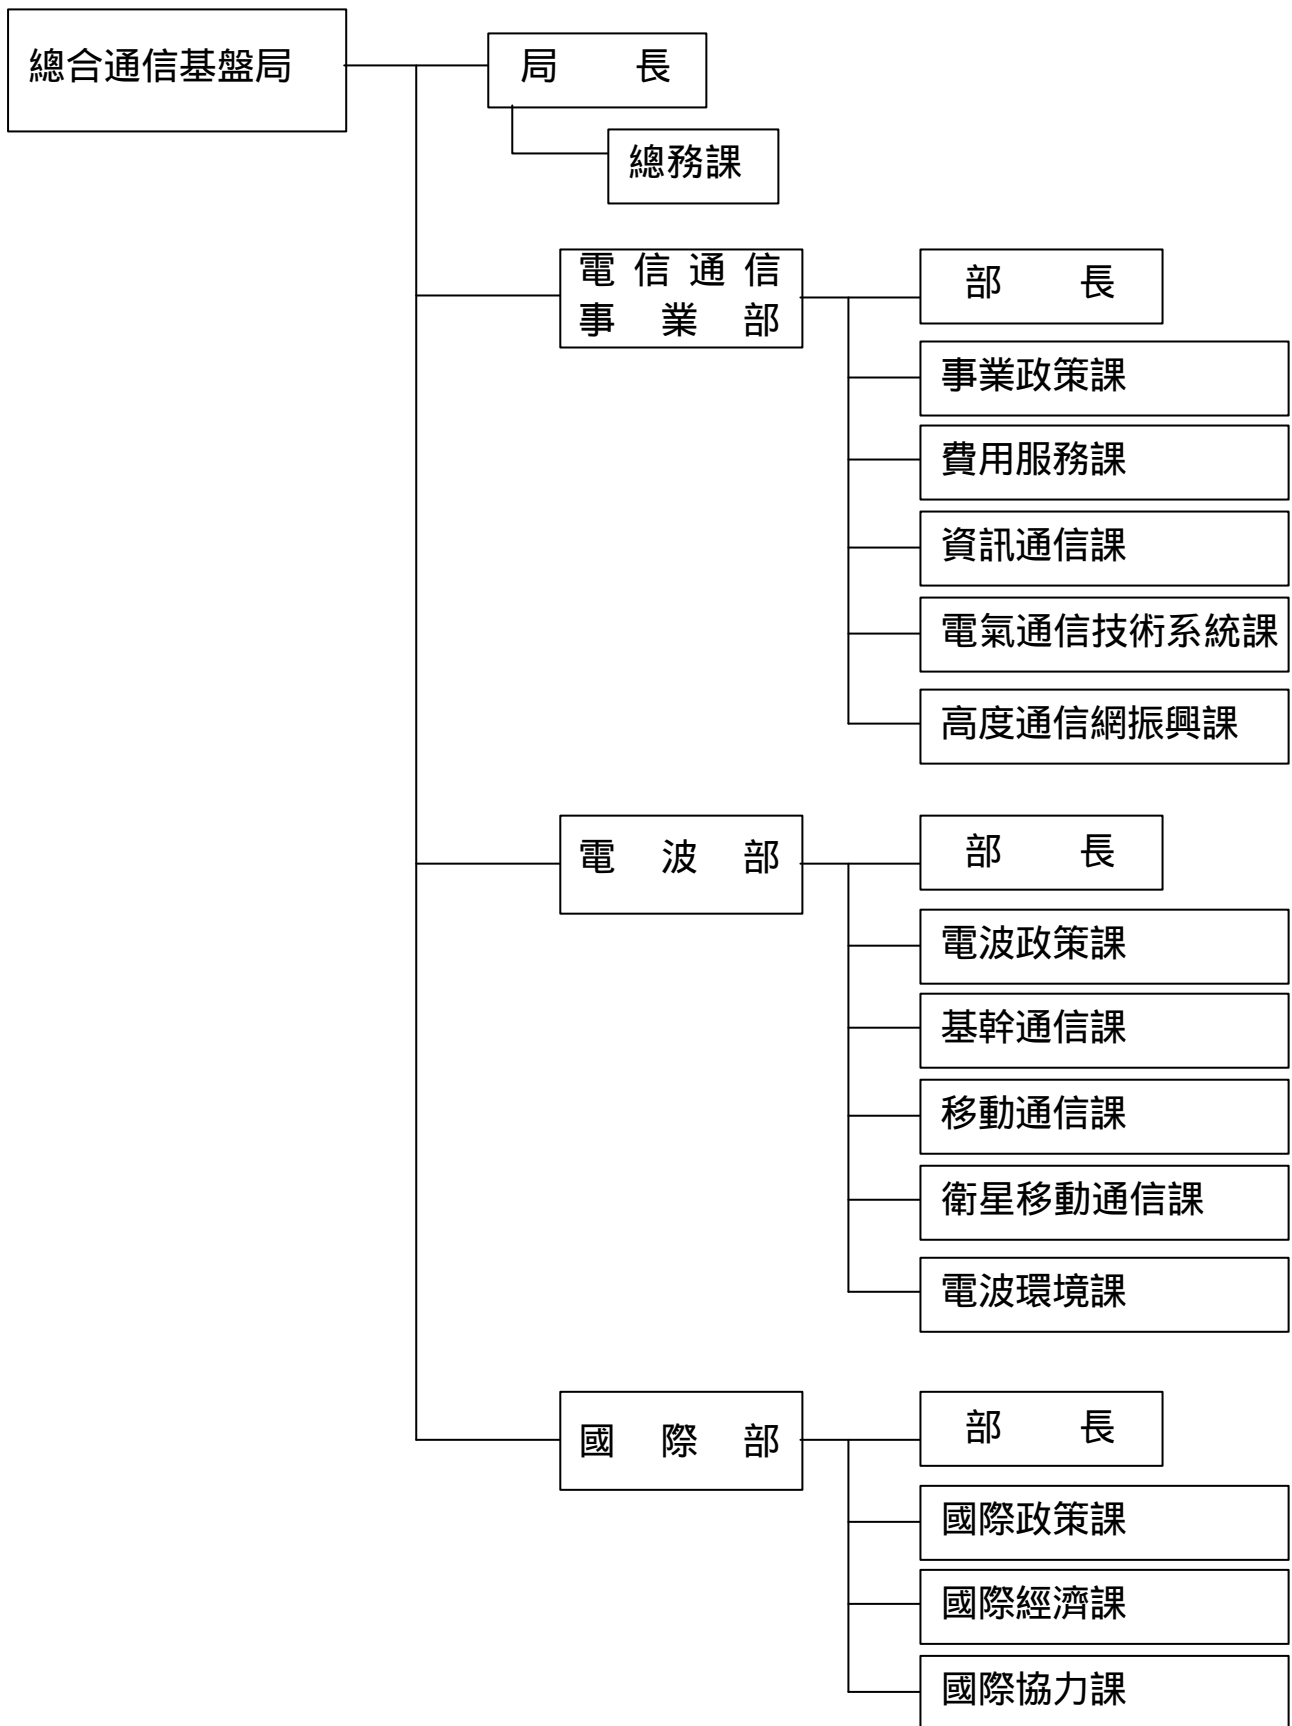 總合通信基盤局
局長
總務課
電信通信
事業部
部長
事業政策課
費用服務課
資訊通信課
電氣通信技術系統課
高度通信網振興課
電波部
部長
電波政策課
基幹通信課
移動通信課
衛星移動通信課
電波環境課
國際部
部長
國際政策課
國際經濟課
國際協力課